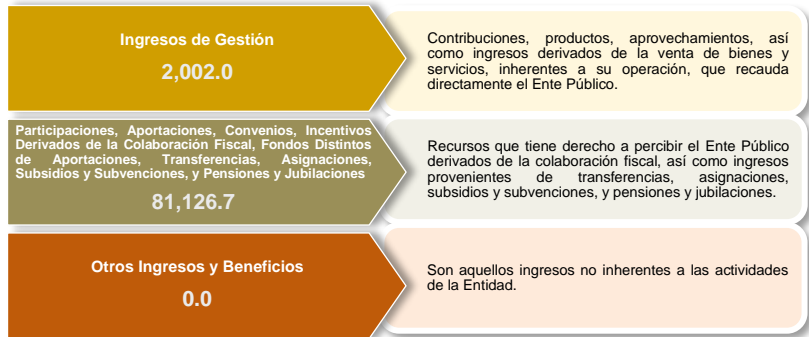 Ingresos de Gestión
2,002.0
Contribuciones, productos, aprovechamientos, así
como ingresos derivados de la venta de bienes y
servicios, inherentes a su operación, que recauda
directamente el Ente Público.
Participaciones, Aportaciones, Convenios, Incentivos
Derivados de la Colaboración Fiscal, Fondos Distintos
de Aportaciones, Transferencias, Asignaciones,
Subsidios y Subvenciones, y Pensiones y Jubilaciones
81,126.7
Recursos que tiene derecho a percibir el Ente Público
derivados de la colaboración fiscal, así como ingresos
provenientes de transferencias, asignaciones,
subsidios y subvenciones, y pensiones y jubilaciones.
Otros Ingresos y Beneficios
0.0
Son aquellos ingresos no inherentes a las actividades
de la Entidad.